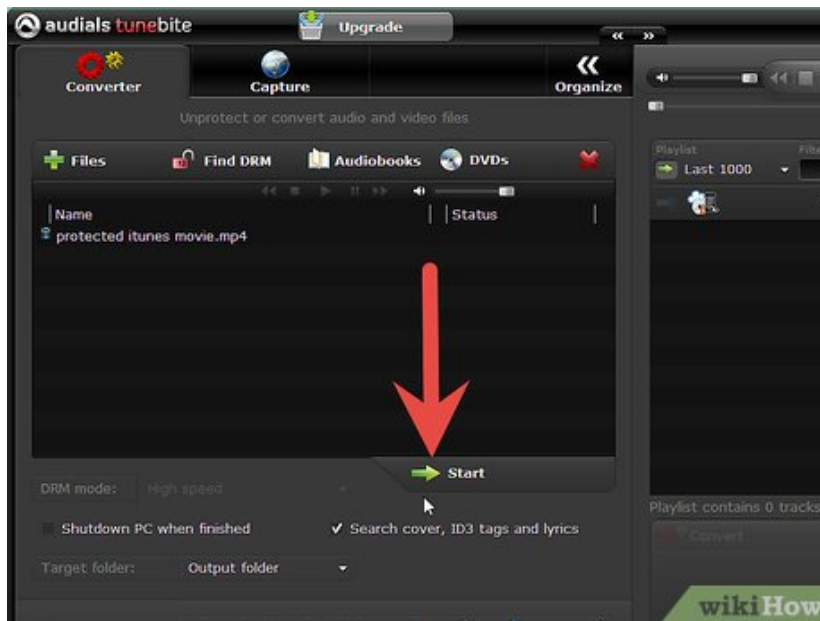 audials tunebite
Upgrade
Converter
Capture
Organize
Unprotect or convert audio and video files
Files
Find DRM
Audiobooks
DVDs
Playlist
Last 1000
Name
Status
protected itunes movie.mp4
Start
DRM mode:
High speed
Shutdown PC when finished
Search cover, ID3 tags and lyrics
Playlist contains 0 tracks
Target folder:
Output folder
Convert
wikiHow